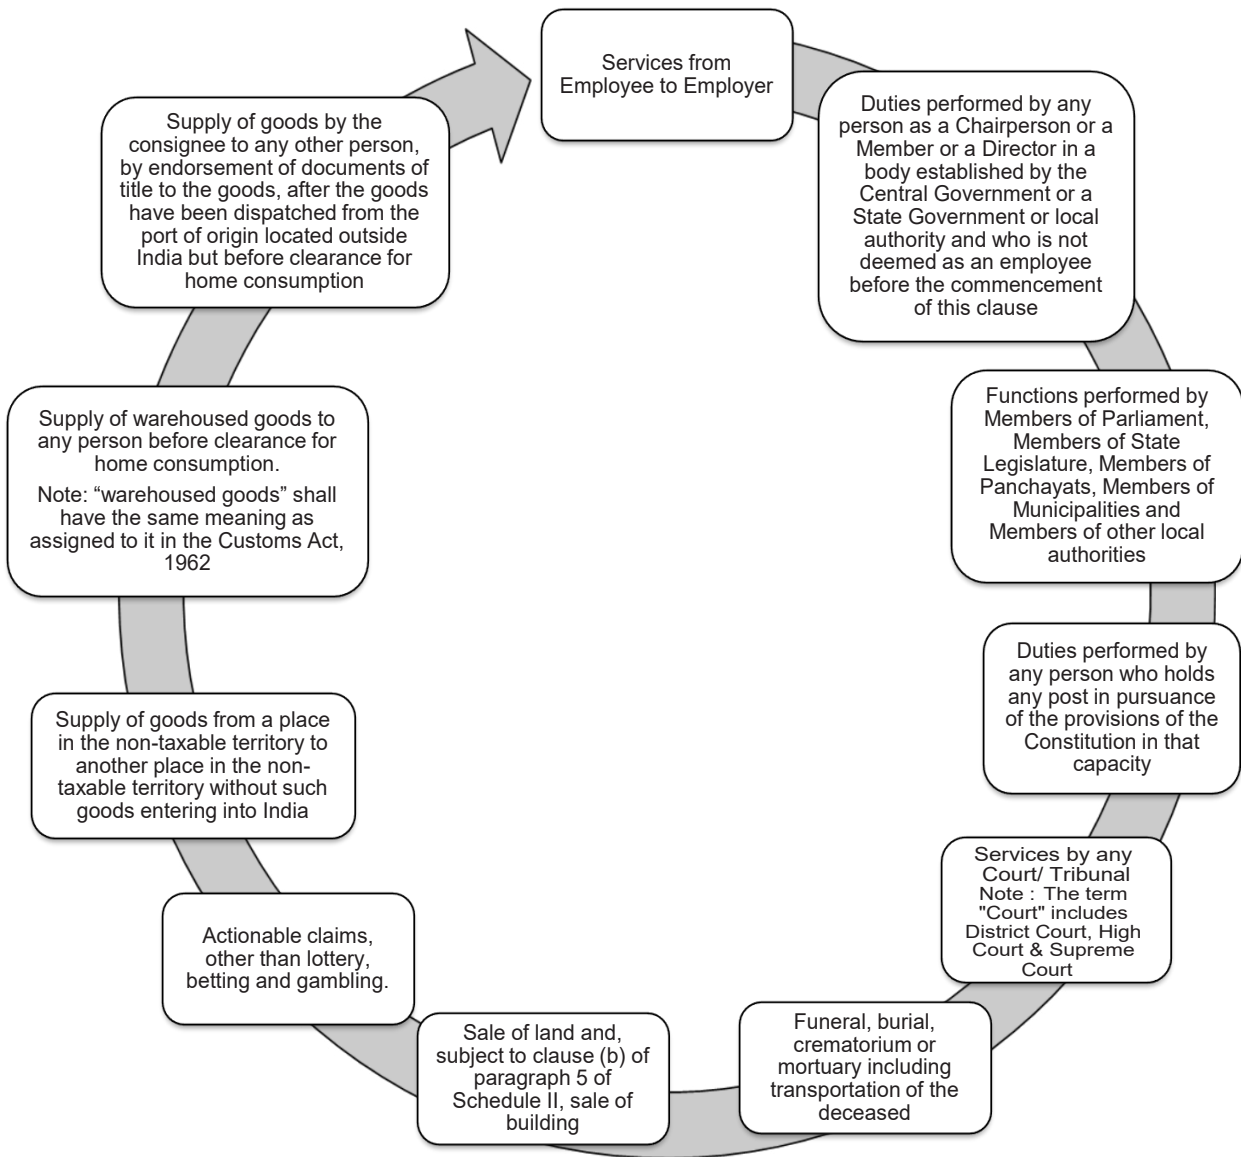 Services from
Employee to Employer
Duties performed by any
person as a Chairperson or a
Member or a Director in a
body established by the
Central Government or a
State Government or local
authority and who is not
deemed as an employee
before the commencement
of this clause
Functions performed by
Members of Parliament,
Members of State
Legislature, Members of
Panchayats, Members of
Municipalities and
Members of other local
authorities
Duties performed by
any person who holds
any post in pursuance
of the provisions of the
Constitution in that
capacity
Services by any
Court/ Tribunal
Note : The term
"Court" includes
District Court, High
Court & Supreme
Court
Funeral, burial,
crematorium or
mortuary including
transportation of the
deceased
Sale of land and,
subject to clause (b) of
paragraph 5 of
Schedule II, sale of
building
Actionable claims,
other than lottery,
betting and gambling.
Supply of goods from a place
in the non-taxable territory to
another place in the non-
taxable territory without such
goods entering into India
Supply of warehoused goods to
any person before clearance for
home consumption.
Note: “warehoused goods” shall
have the same meaning as
assigned to it in the Customs Act,
1962
Supply of goods by the
consignee to any other person,
by endorsement of documents of
title to the goods, after the goods
have been dispatched from the
port of origin located outside
India but before clearance for
home consumption